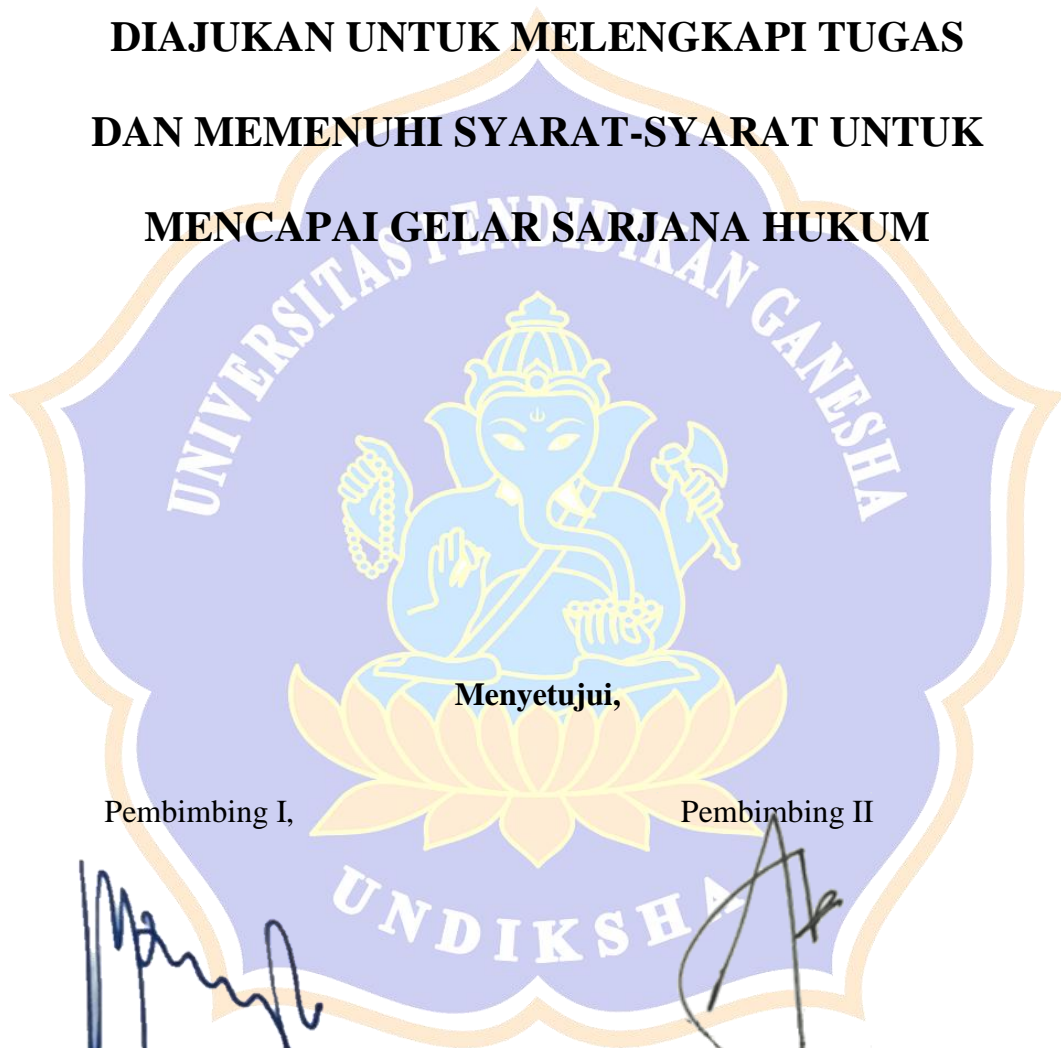 DIAJUKAN UNTUK MELENGKAPI TUGAS
DAN MEMENUHI SYARAT-SYARAT UNTUK
MENCAPAI GELAR SARJANA HUKUM
UNIVERSITAS PENDIDIKAN GANESHA
Menyetujui,
Pembimbing I,
Pembimbing II
UNDIKSHA